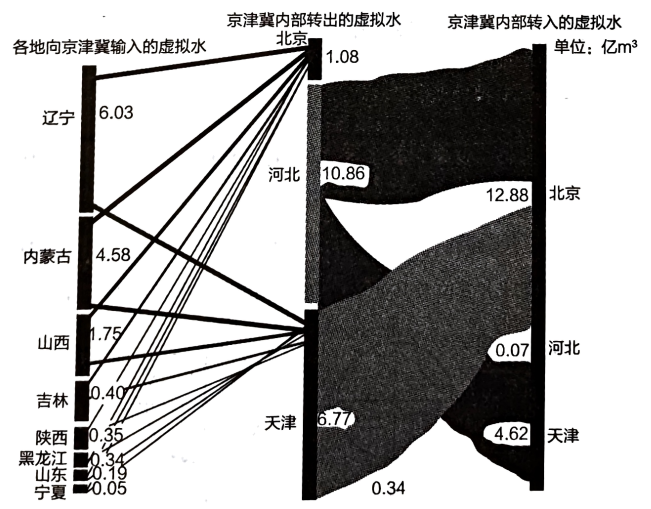 各地向京津冀输入的虚拟水
京津冀内部转出的虚拟水
京津冀内部转入的虚拟水
单位：亿m³
辽宁
6.03
内蒙古
4.58
山西
1.75
吉林
0.40
陕西
0.35
黑龙江
0.34
山东
0.19
宁夏
0.05
北京
1.08
河北
10.86
天津
6.77
0.34
12.88
北京
0.07
河北
4.62
天津